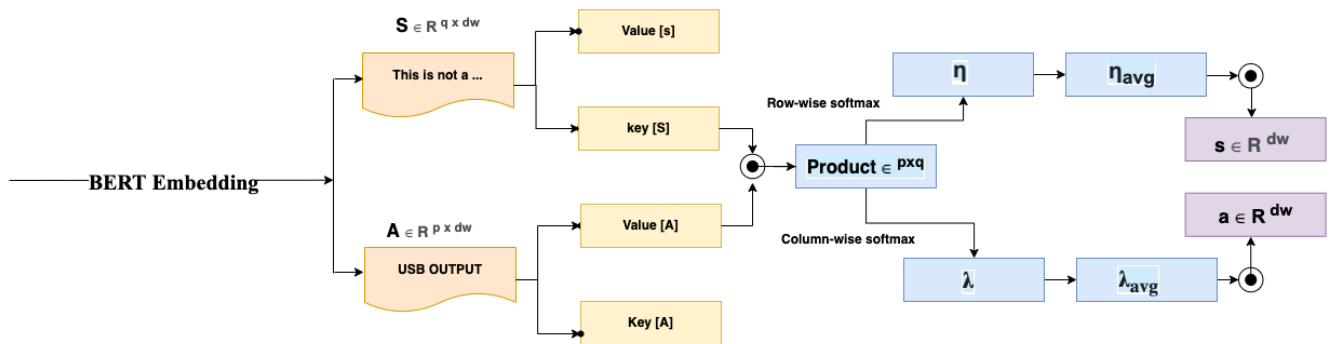 S ∈ R q x dw
This is not a ...
Value [s]
key [S]
BERT Embedding
A ∈ R p x dw
USB OUTPUT
Value [A]
Key [A]
Product ∈ pxq
Row-wise softmax
η
ηavg
s ∈ R dw
Column-wise softmax
λ
λavg
a ∈ R dw